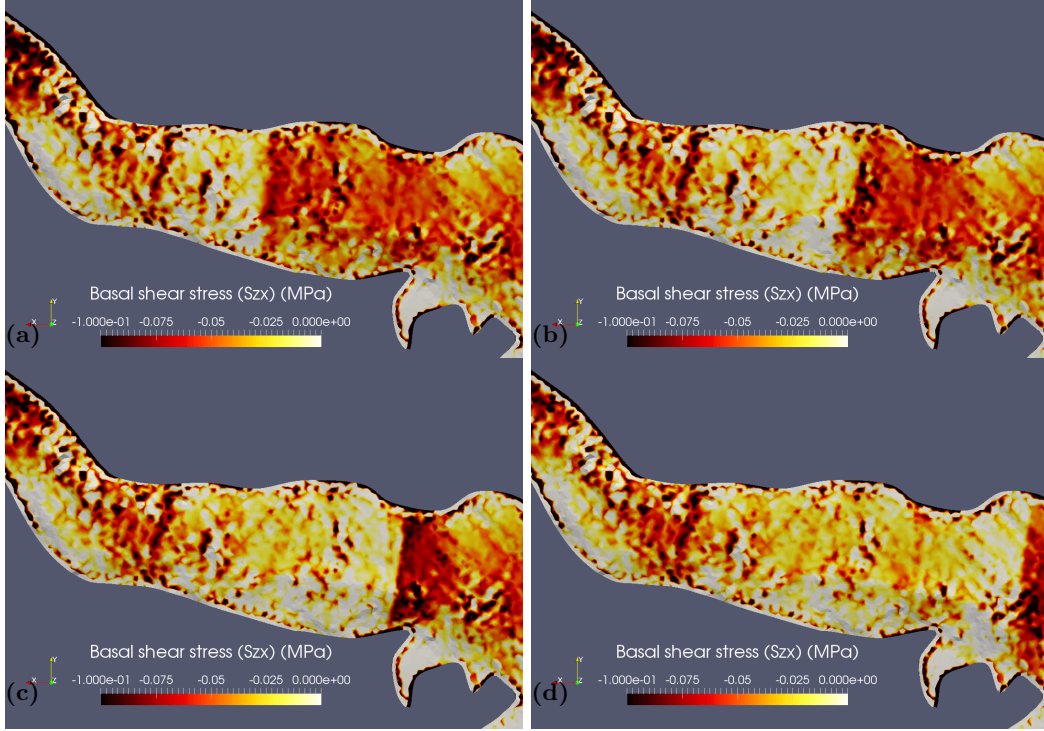 Basal shear stress (Szx) (MPa)
-1.000e-01 -0.075 -0.05 -0.025 0.000e+00
Y
X
Z
(a)
Basal shear stress (Szx) (MPa)
-1.000e-01 -0.075 -0.05 -0.025 0.000e+00
Y
X
Z
(b)
Basal shear stress (Szx) (MPa)
-1.000e-01 -0.075 -0.05 -0.025 0.000e+00
Y
X
Z
(c)
Basal shear stress (Szx) (MPa)
-1.000e-01 -0.075 -0.05 -0.025 0.000e+00
Y
X
Z
(d)